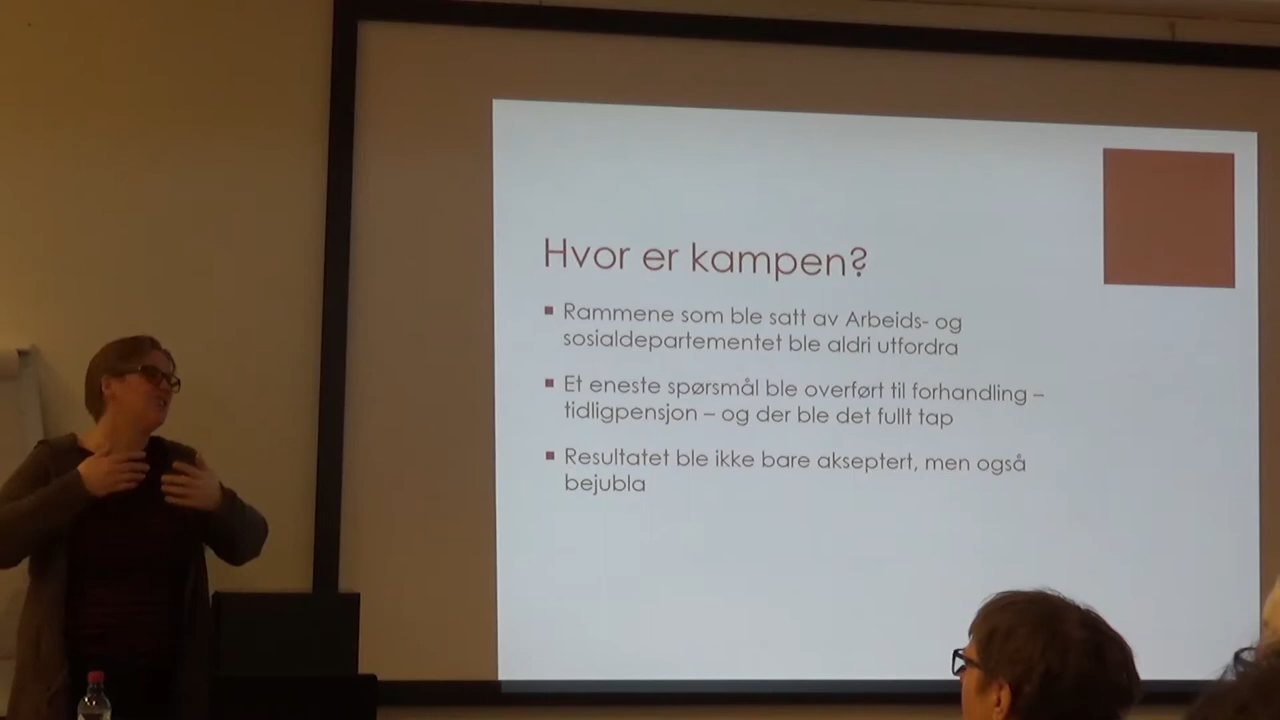 Hvor er kampen?
Rammene som ble satt av Arbeids- og
sosialdepartementet ble aldri utfordra
Et eneste spørsmål ble overført til forhandling –
tidligpensjon – og der ble det fullt tap
Resultatet ble ikke bare akseptert, men også
bejubla